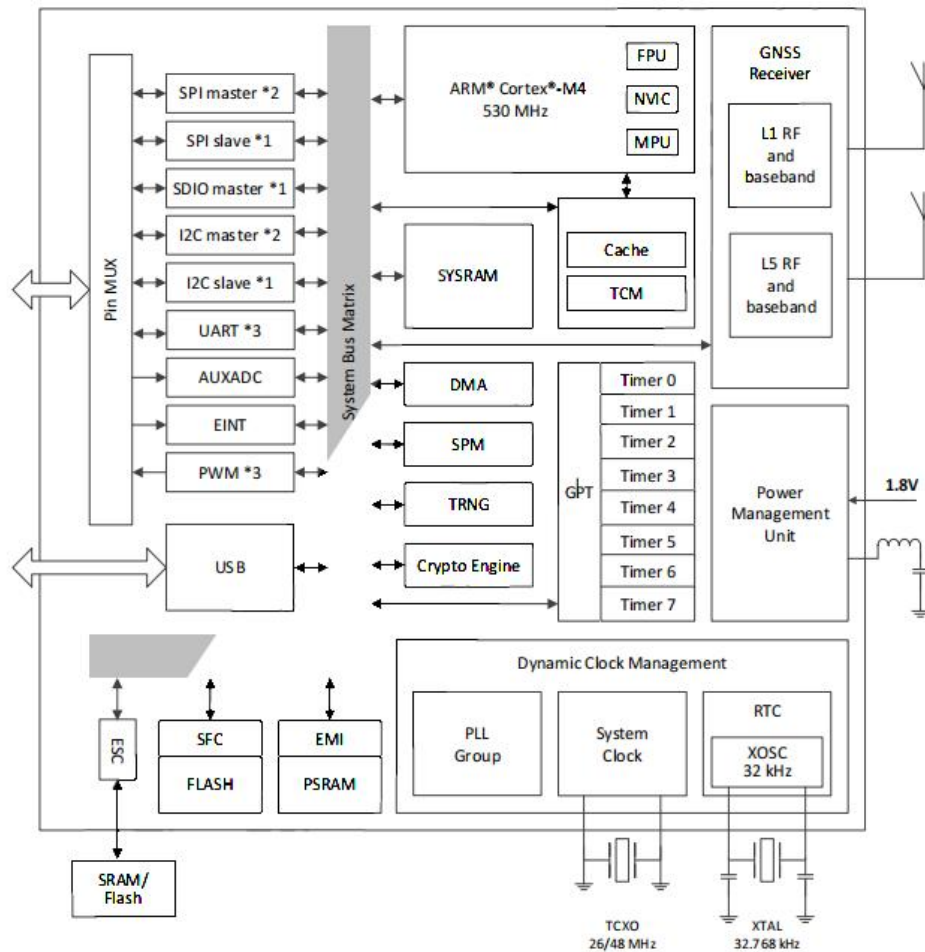 Pin MUX
SPI master *2
SPI slave *1
SDIO master *1
I2C master *2
I2C slave *1
UART *3
AUXADC
EINT
PWM *3
USB
System Bus Matrix
ARM® Cortex®-M4
530 MHz
FPU
NVIC
MPU
SYSRAM
Cache
TCM
DMA
SPM
TRNG
Crypto Engine
GPT
Timer 0
Timer 1
Timer 2
Timer 3
Timer 4
Timer 5
Timer 6
Timer 7
GNSS
Receiver
L1 RF
and
baseband
L5 RF
and
baseband
Power
Management
Unit
1.8V
ESC
SRAM/
Flash
SFC
FLASH
EMI
PSRAM
Dynamic Clock Management
PLL
Group
System
Clock
RTC
XOSC
32 kHz
TCXO
26/48 MHz
XTAL
32.768 kHz